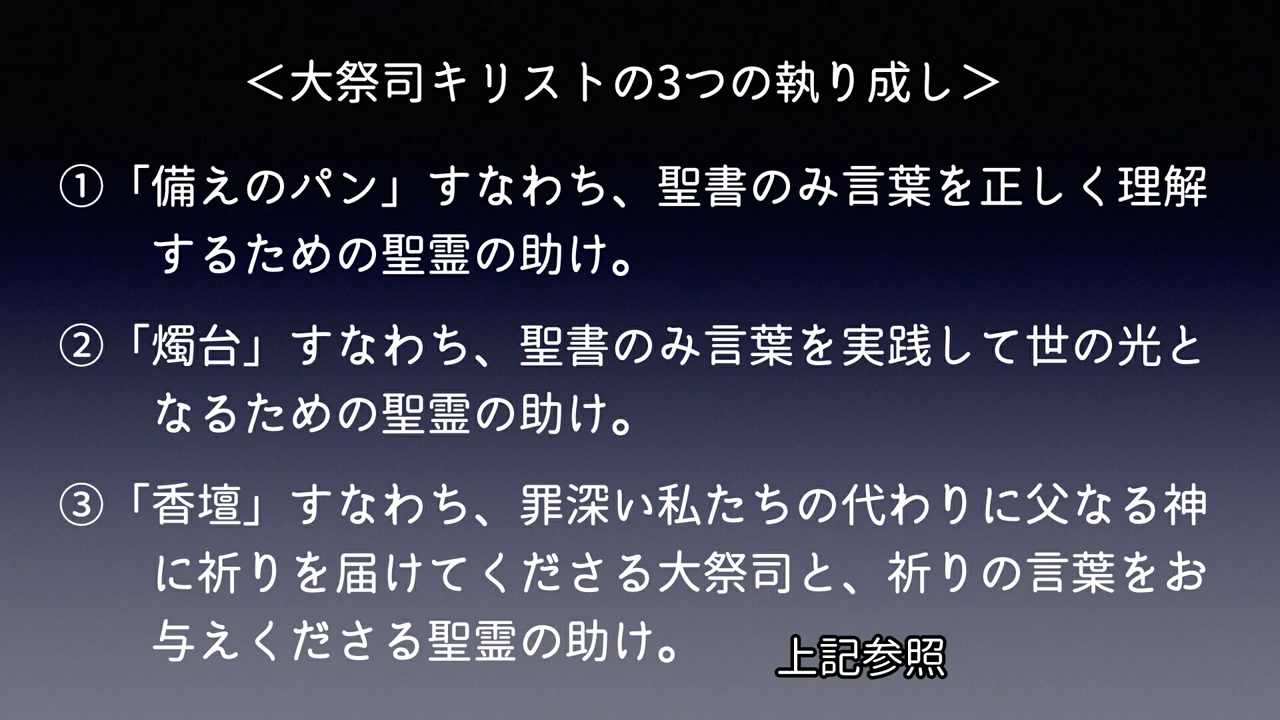 ＜大祭司キリストの3つの執り成し＞
①「備えのパン」すなわち、聖書のみ言葉を正しく理解
するための聖霊の助け。
②「燭台」すなわち、聖書のみ言葉を実践して世の光と
なるための聖霊の助け。
③「香壇」すなわち、罪深い私たちの代わりに父なる神
に祈りを届けてくださる大祭司と、祈りの言葉をお
与えくださる聖霊の助け。
上記参照